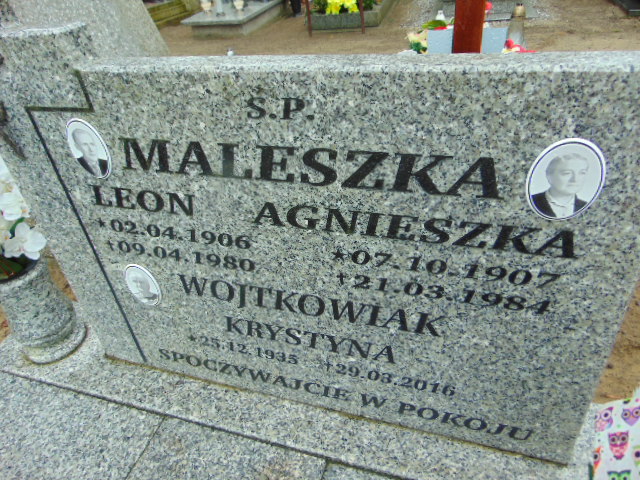 Ś.P.
MALESZKA
LEON AGNIESZKA
*02.04.1906 *07.10.1907
†09.04.1980 †21.03.1984
WOJTKOWIAK
KRYSTYNA
*25.12.1935 †29.03.2016
SPOCZYWAJCIE W POKOJU